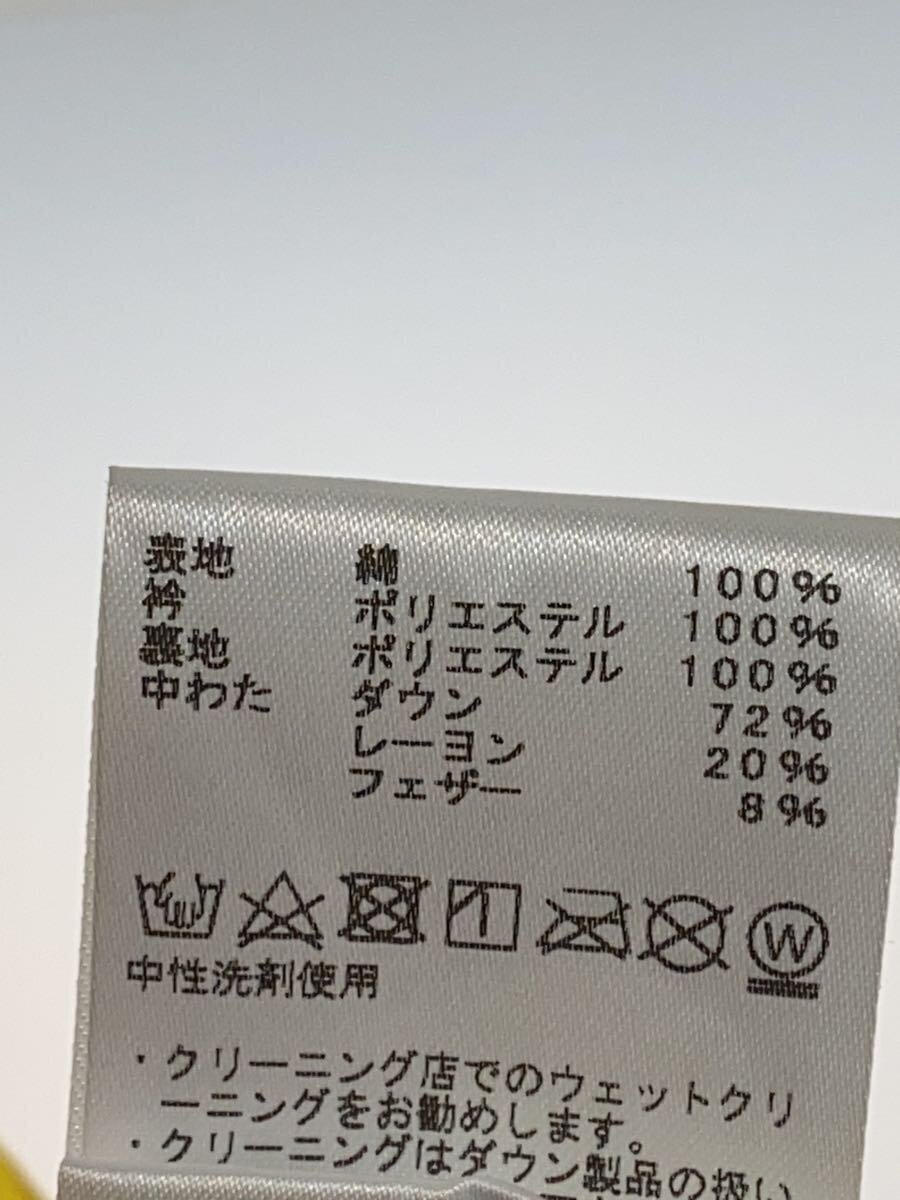 表地 綿 100%
衿 ポリエステル 100%
裏地 ポリエステル 100%
中わた ダウン 72%
レーヨン 20%
フェザー 8%
W
中性洗剤使用
・クリーニング店でのウェットクリ
ーニングをお勧めします。
・クリーニングはダウン製品の扱い